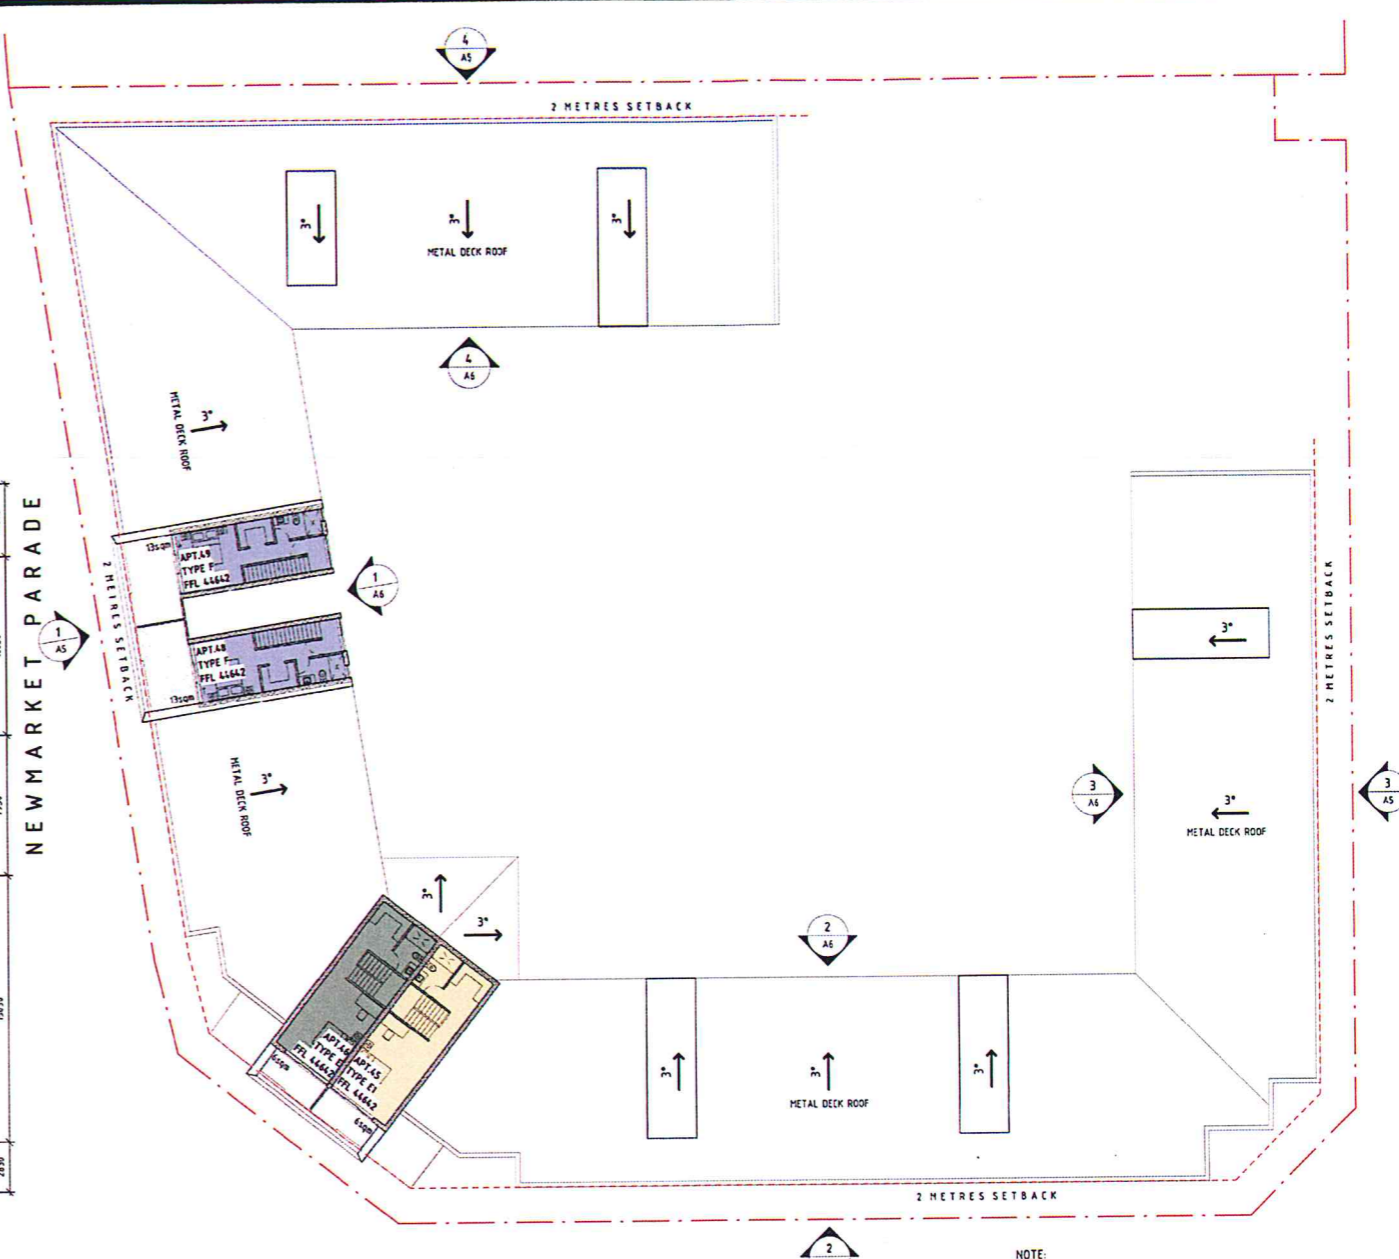 4
A5
2 METRES SETBACK
3°
3°
3°
METAL DECK ROOF
4
A6
METAL DECK ROOF
3°
NEWMARKET PARADE
2 METRES SETBACK
1
A5
13sqm
APT.49
TYPE F
FFL 44642
1
A6
APT.48
TYPE F
FFL 44642
13sqm
3°
2 METRES SETBACK
METAL DECK ROOF
3°
3
A6
3°
METAL DECK ROOF
3
A5
3°
3°
2
A6
APT.46
TYPE E
FFL 44642
6sqm
APT.45
TYPE E1
FFL 44642
6sqm
3°
3°
3°
METAL DECK ROOF
2 METRES SETBACK
2
NOTE: